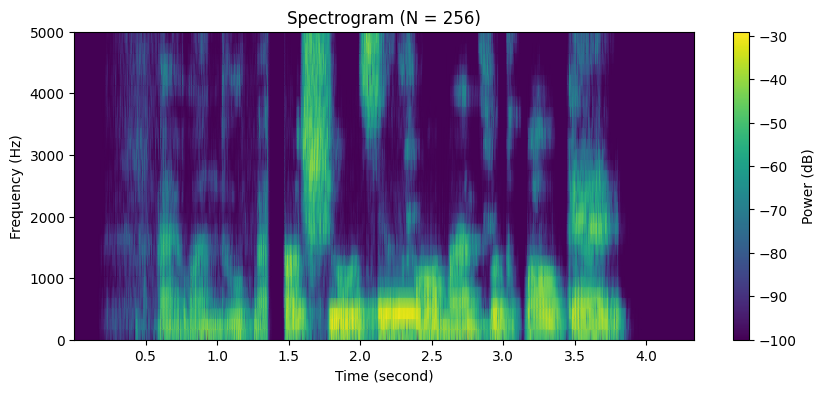 Spectrogram (N = 256)
5000
4000
3000
2000
1000
0
Frequency (Hz)
0.5 1.0 1.5 2.0 2.5 3.0 3.5 4.0
Time (second)
−30
−40
−50
−60
−70
−80
−90
−100
Power (dB)